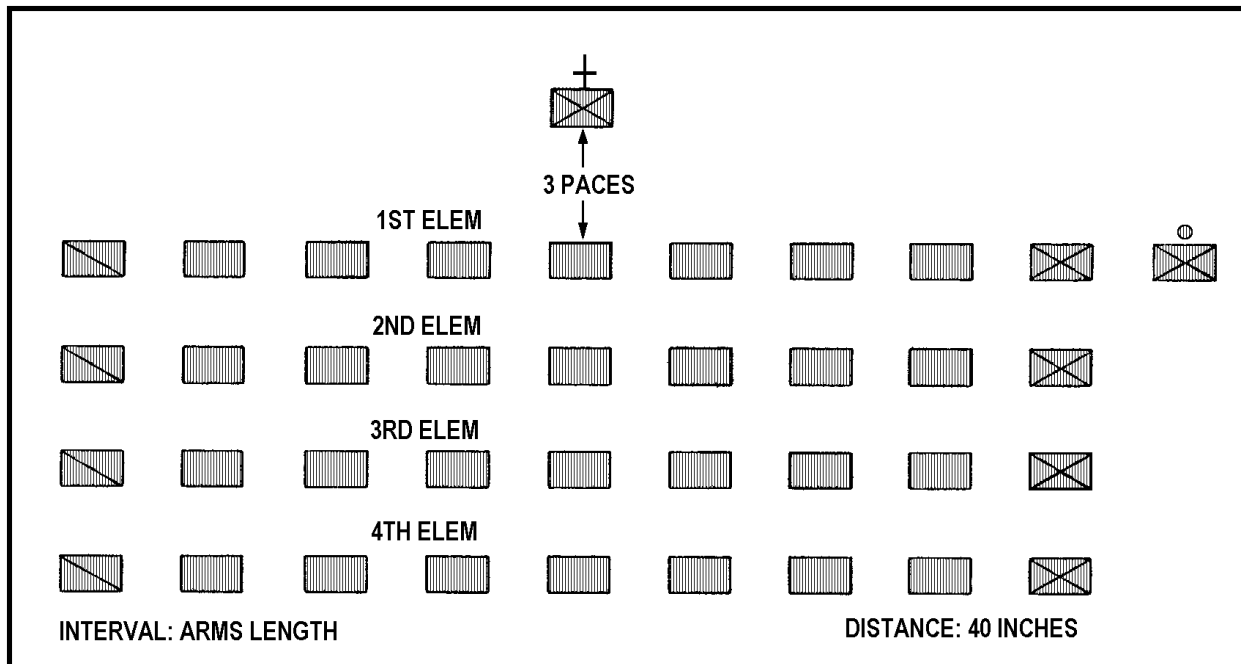 3 PACES
1ST ELEM
2ND ELEM
3RD ELEM
4TH ELEM
INTERVAL: ARMS LENGTH
DISTANCE: 40 INCHES